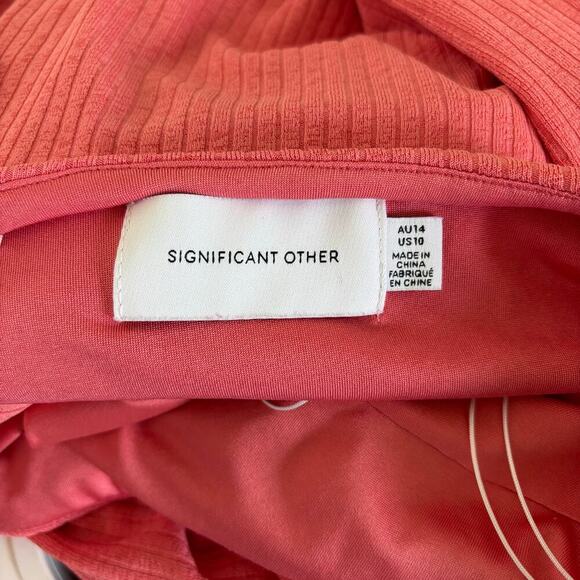 SIGNIFICANT OTHER
AU14
US10
MADE IN
CHINA
FABRIQUÉ
EN CHINE